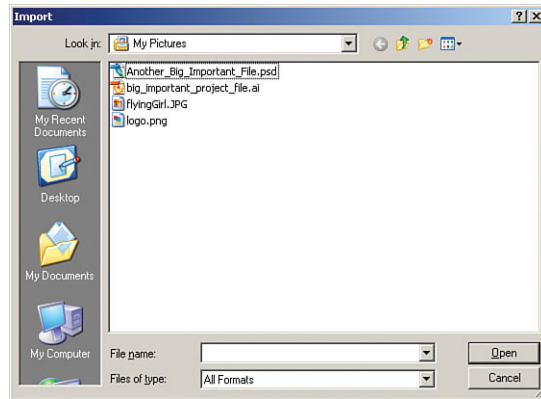 Import
Look in:
My Pictures
Another_Big_Important_File.psd
big_important_project_file.ai
flyingGirl.JPG
logo.png
My Recent
Documents
Desktop
My Documents
My Computer
File name:
Open
Files of type:
All Formats
Cancel